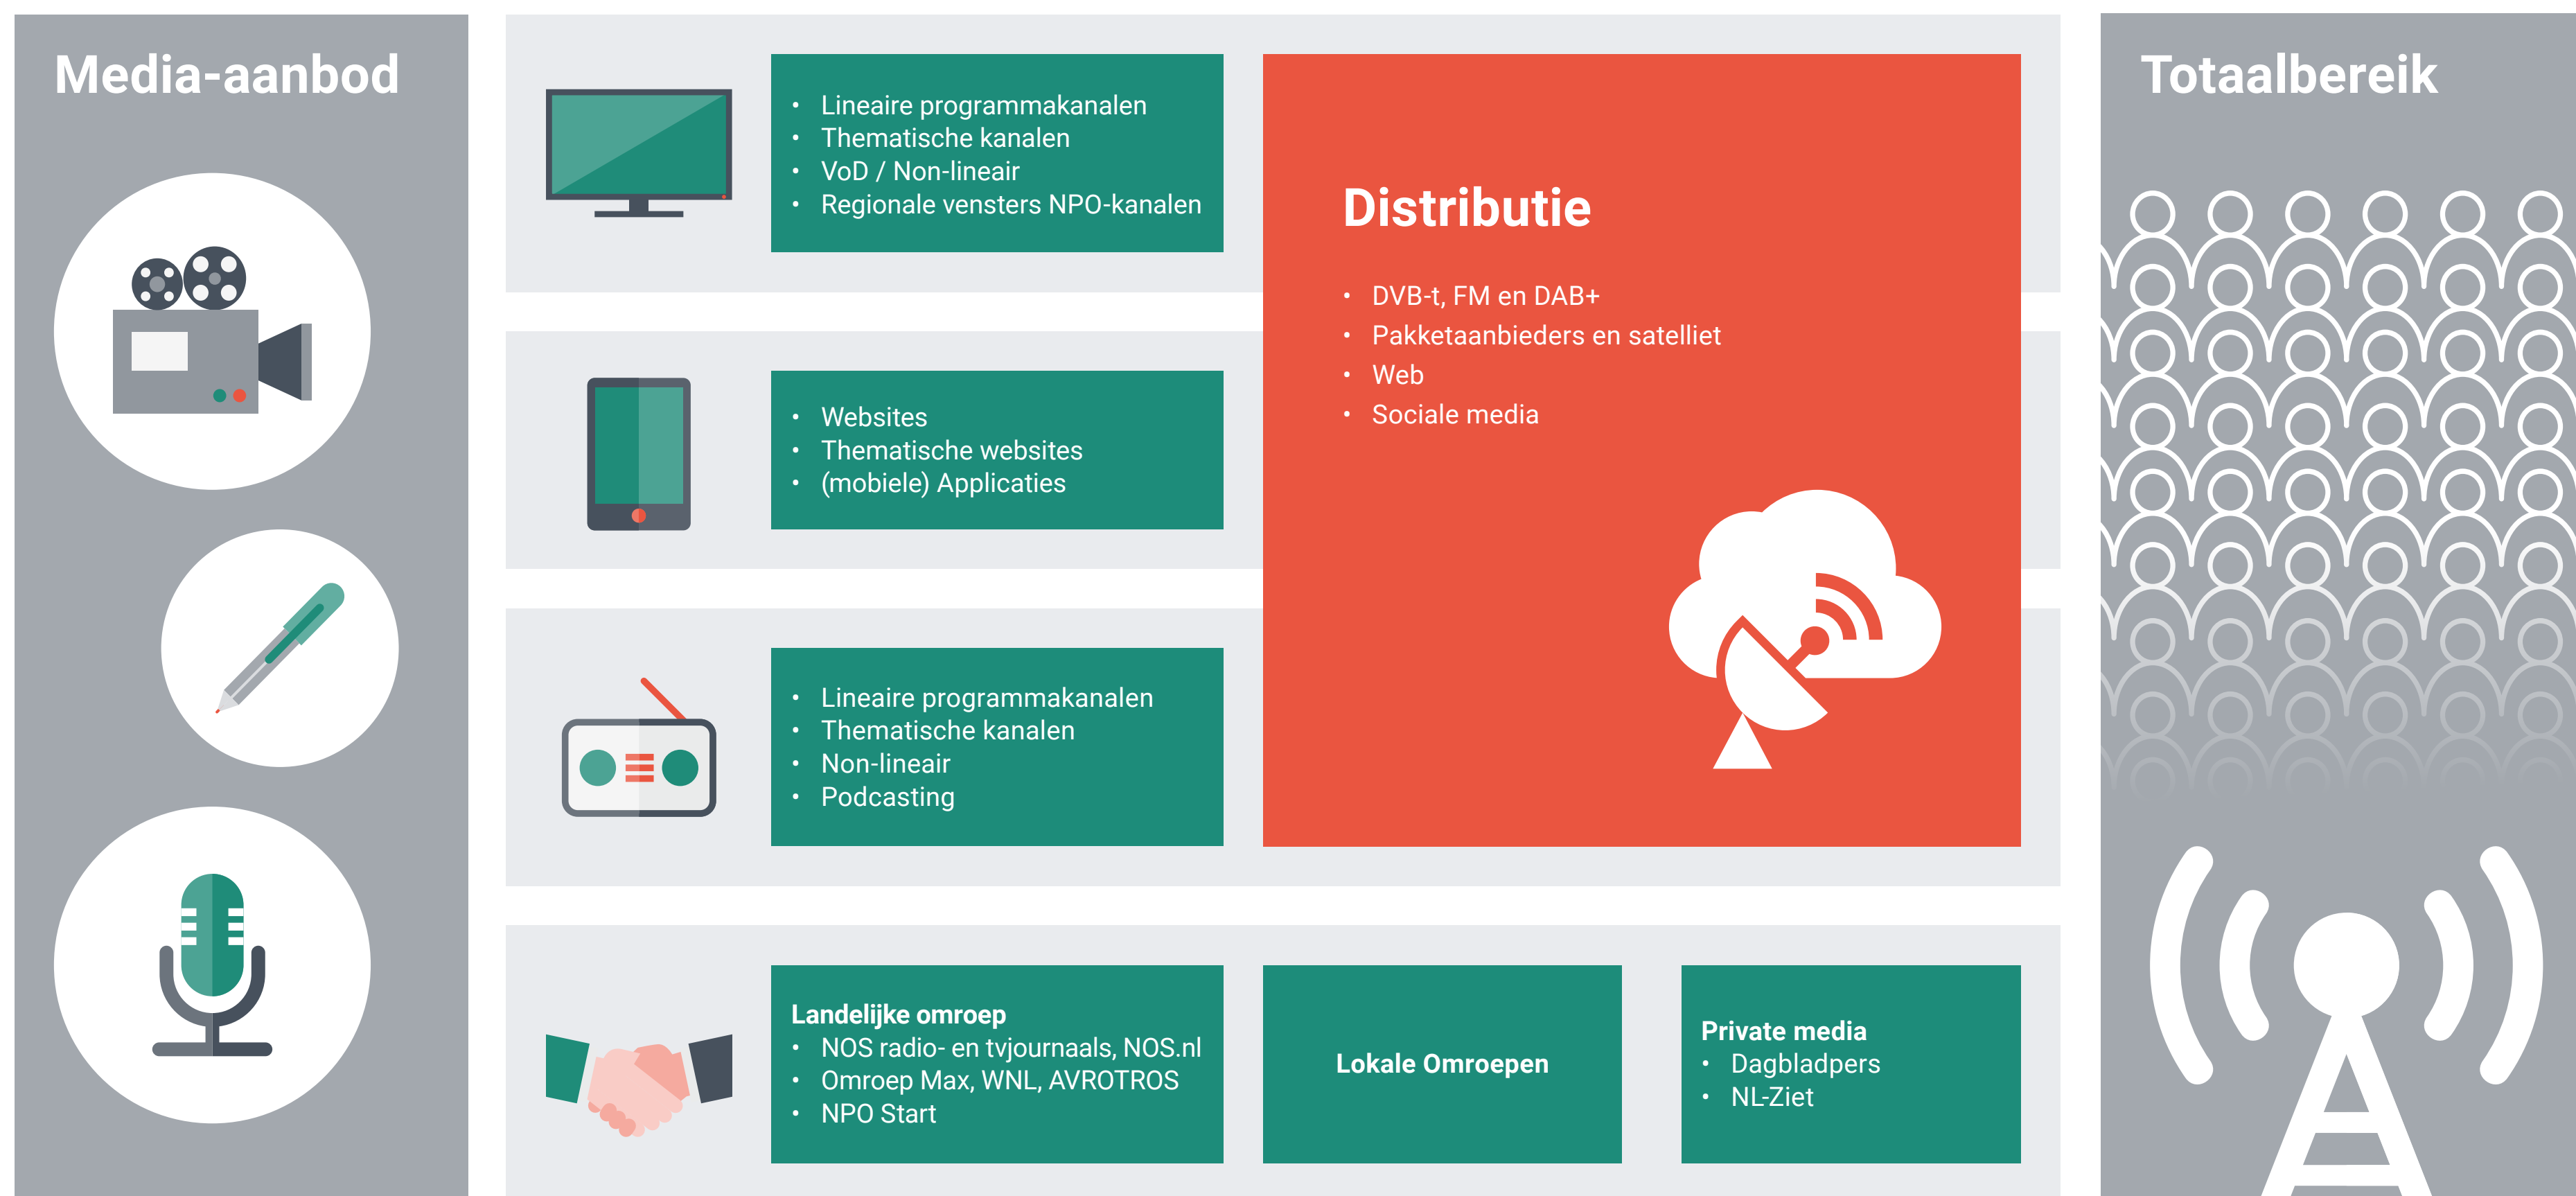 Media-aanbod
• Lineaire programmakanalen
• Thematische kanalen
• VoD / Non-lineair
• Regionale vensters NPO-kanalen
• Websites
• Thematische websites
• (mobiele) Applicaties
• Lineaire programmakanalen
• Thematische kanalen
• Non-lineair
• Podcasting
Distributie
• DVB-t, FM en DAB+
• Pakketaanbieders en satelliet
• Web
• Sociale media
Landelijke omroep
• NOS radio- en tvjournaals, NOS.nl
• Omroep Max, WNL, AVROTROS
• NPO Start
Lokale Omroepen
Private media
• Dagbladpers
• NL-Ziet
Totaalbereik